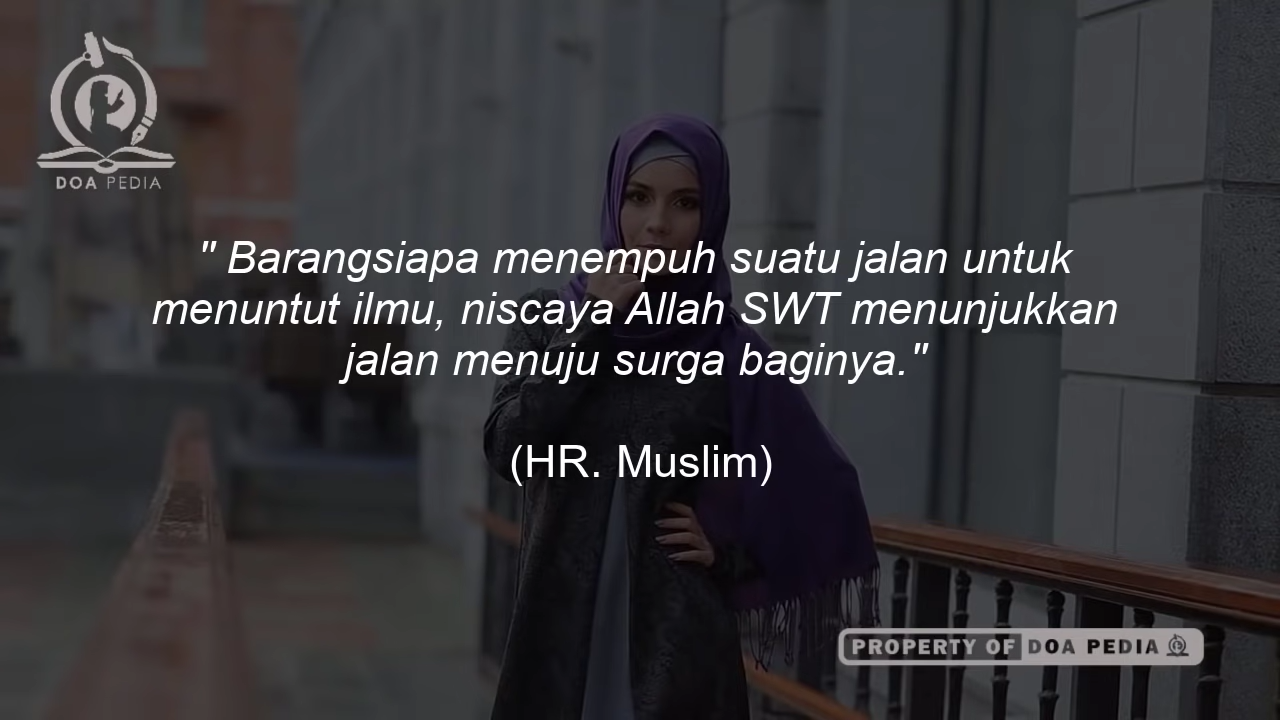 DOA PEDIA
" Barangsiapa menempuh suatu jalan untuk
menuntut ilmu, niscaya Allah SWT menunjukkan
jalan menuju surga baginya."
(HR. Muslim)
PROPERTY OF DOA PEDIA